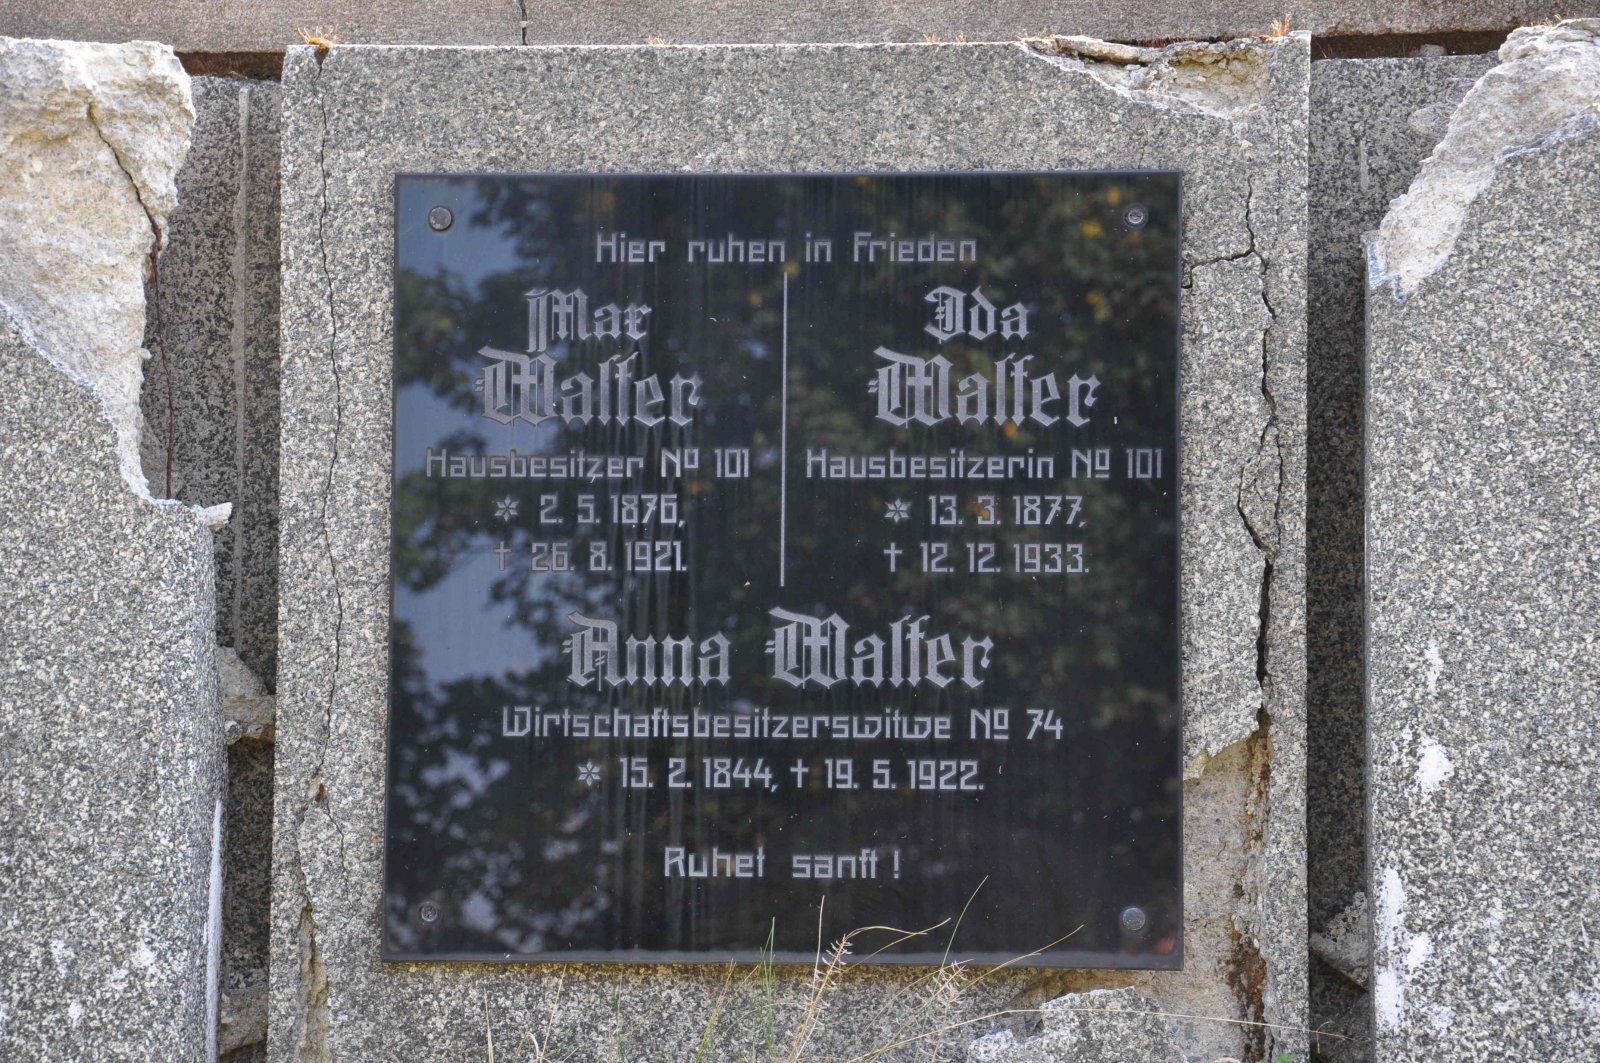 Hier ruhen in Frieden
Max
Walter
Hausbesitzer No 101
✲ 2. 5. 1876,
† 26. 8. 1921.
Ida
Walter
Hausbesitzerin No 101
✲ 13. 3. 1877,
† 12. 12. 1933.
Anna Walter
Wirtschaftsbesitzerswitwe No 74
✲ 15. 2. 1844, † 19. 5. 1922.
Ruhet sanft!